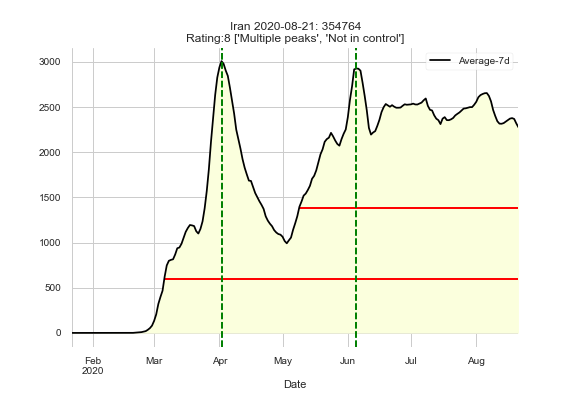 Iran 2020-08-21: 354764
Rating:8 ['Multiple peaks', 'Not in control']
Average-7d
3000
2500
2000
1500
1000
500
0
Feb Mar Apr May Jun Jul Aug
2020
Date